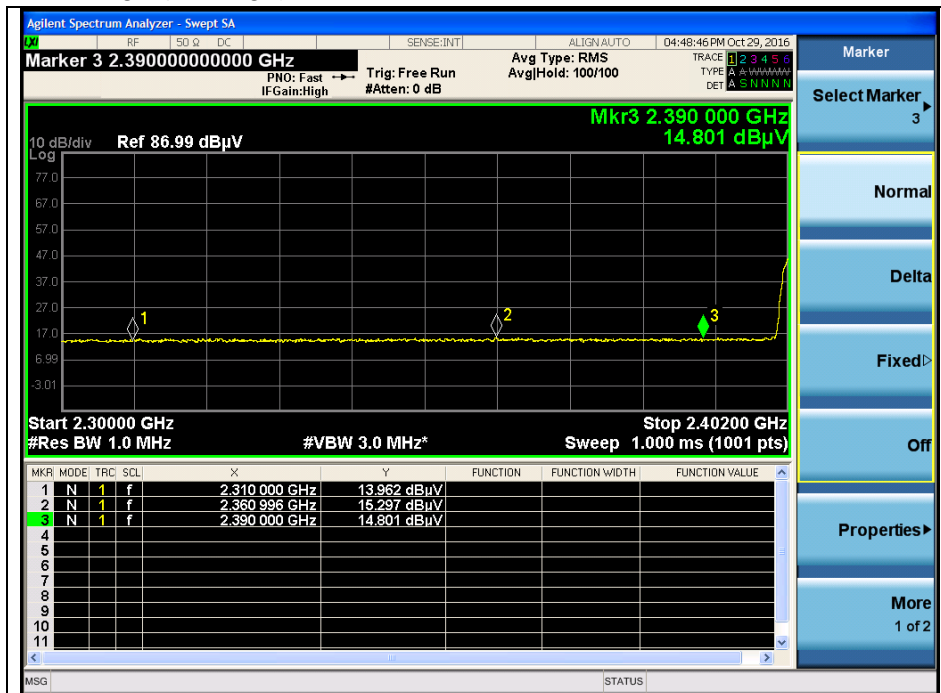 Agilent Spectrum Analyzer - Swept SA
LXI RF 50 Ω DC SENSE:INT ALIGN AUTO 04:48:46 PM Oct 29, 2016
Marker 3 2.390000000000 GHz
PNO: Fast
IFGain:High
Trig: Free Run
#Atten: 0 dB
Avg Type: RMS
Avg|Hold: 100/100
TRACE 1 2 3 4 5 6
TYPE A A WWWW
DET A S N N N N
Mkr3 2.390 000 GHz
14.801 dBµV
10 dB/div Ref 86.99 dBµV
Log
77.0
67.0
57.0
47.0
37.0
27.0
17.0
6.99
-3.01
1
2
3
Start 2.30000 GHz Stop 2.40200 GHz
#Res BW 1.0 MHz #VBW 3.0 MHz* Sweep 1.000 ms (1001 pts)
MKR MODE TRC SCL X Y FUNCTION FUNCTION WIDTH FUNCTION VALUE
1 N 1 f 2.310 000 GHz 13.962 dBµV
2 N 1 f 2.360 996 GHz 15.297 dBµV
3 N 1 f 2.390 000 GHz 14.801 dBµV
4
5
6
7
8
9
10
11
MSG STATUS
Marker
Select Marker
3
Normal
Delta
Fixed
Off
Properties
More
1 of 2